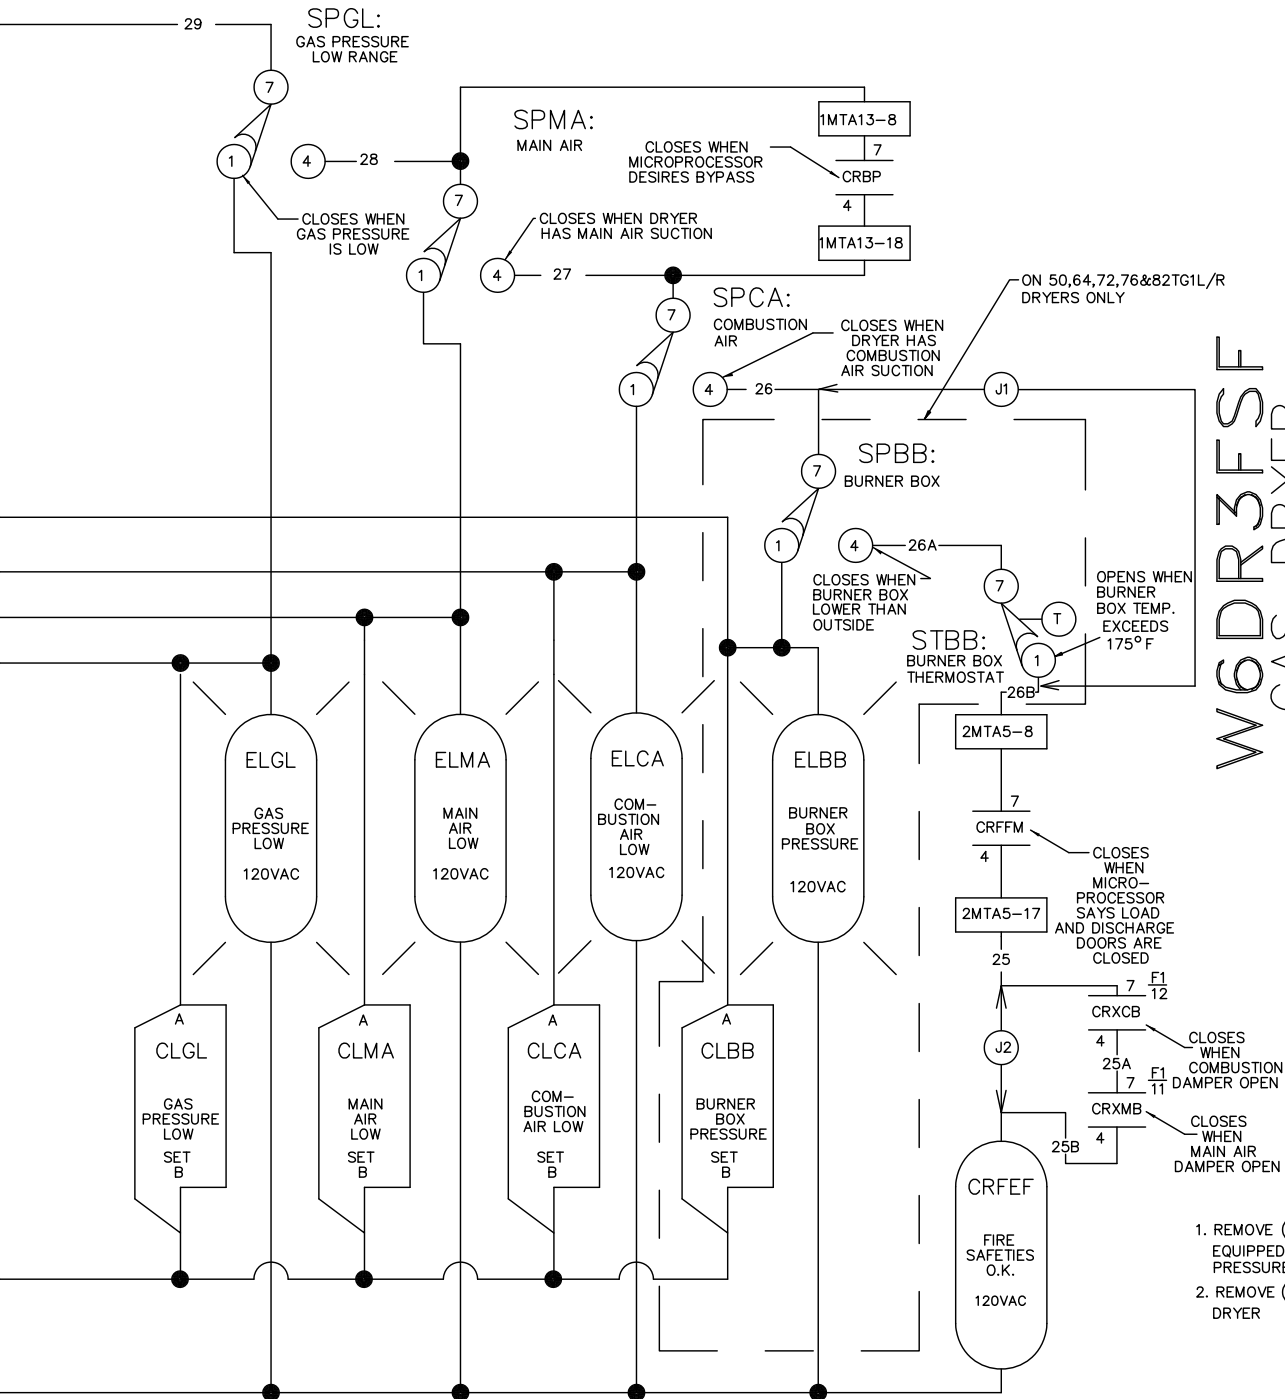 29
SPGL:
GAS PRESSURE
LOW RANGE
7
1
4
28
CLOSES WHEN
GAS PRESSURE
IS LOW
SPMA:
MAIN AIR
7
1
4
27
CLOSES WHEN DRYER
HAS MAIN AIR SUCTION
CLOSES WHEN
MICROPROCESSOR
DESIRES BYPASS
1MTA13-8
7
CRBP
4
1MTA13-18
SPCA:
COMBUSTION
AIR
7
1
4
26
CLOSES WHEN
DRYER HAS
COMBUSTION
AIR SUCTION
ON 50,64,72,76&82TG1L/R
DRYERS ONLY
J1
SPBB:
BURNER BOX
7
1
4
26A
CLOSES WHEN
BURNER BOX
LOWER THAN
OUTSIDE
7
T
1
OPENS WHEN
BURNER
BOX TEMP.
EXCEEDS
175°F
STBB:
BURNER BOX
THERMOSTAT
26B
W6DR3FSF
GAS DRYER
2MTA5-8
7
CRFFM
4
CLOSES
WHEN
MICRO-
PROCESSOR
SAYS LOAD
AND DISCHARGE
DOORS ARE
CLOSED
2MTA5-17
25
J2
7 F1
12
CRXCB
4
CLOSES
WHEN
COMBUSTION
DAMPER OPEN
25A
7 F1
11
CRXMB
4
CLOSES
WHEN
MAIN AIR
DAMPER OPEN
25B
ELGL
GAS
PRESSURE
LOW
120VAC
ELMA
MAIN
AIR
LOW
120VAC
ELCA
COM-
BUSTION
AIR
LOW
120VAC
ELBB
BURNER
BOX
PRESSURE
120VAC
A
CLGL
GAS
PRESSURE
LOW
SET
B
A
CLMA
MAIN
AIR
LOW
SET
B
A
CLCA
COM-
BUSTION
AIR LOW
SET
B
A
CLBB
BURNER
BOX
PRESSURE
SET
B
CRFEF
FIRE
SAFETIES
O.K.
120VAC
1. REMOVE (
EQUIPPED
PRESSURE
2. REMOVE (
DRYER